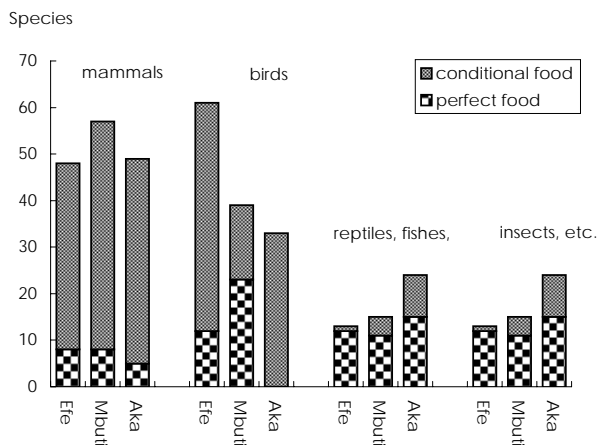 Species
70
mammals
birds
conditional food
perfect food
60
50
40
30
reptiles, fishes,
insects, etc.
20
10
0
Efe
Mbuti
Aka
Efe
Mbuti
Aka
Efe
Mbuti
Aka
Efe
Mbuti
Aka